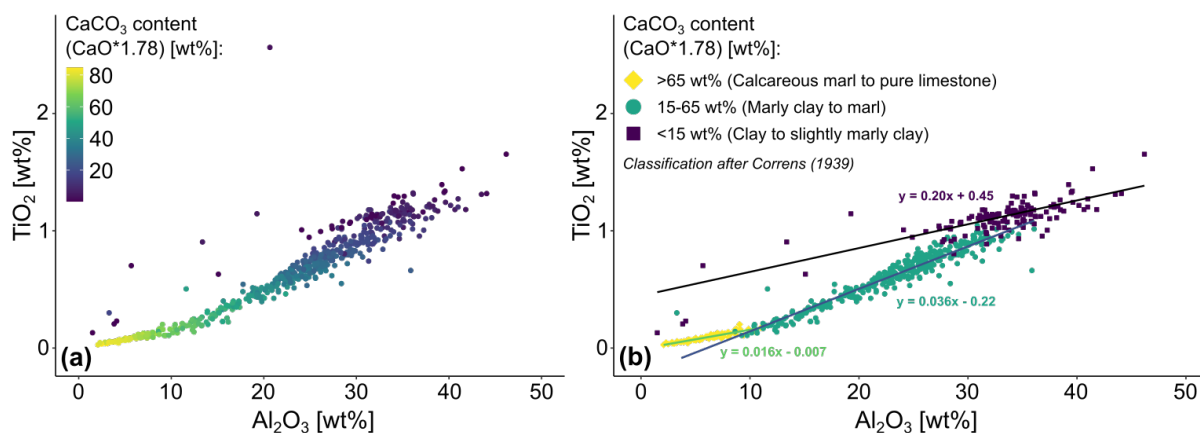 CaCO₃ content
(CaO*1.78) [wt%]:
80
60
40
20
TiO₂ [wt%]
2
1
0
(a)
0
10
20
30
40
50
Al₂O₃ [wt%]
CaCO₃ content
(CaO*1.78) [wt%]:
>65 wt% (Calcareous marl to pure limestone)
15-65 wt% (Marly clay to marl)
<15 wt% (Clay to slightly marly clay)
Classification after Correns (1939)
TiO₂ [wt%]
2
1
0
y = 0.20x + 0.45
y = 0.036x - 0.22
y = 0.016x - 0.007
(b)
0
10
20
30
40
50
Al₂O₃ [wt%]